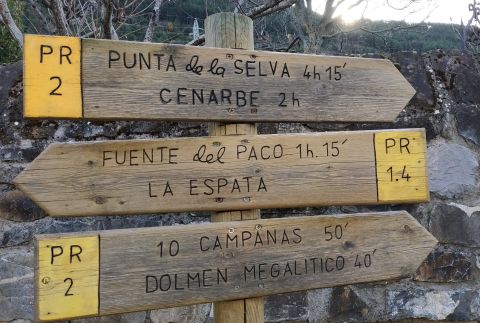 PR
2
PUNTA de la SELVA 4h 15´
CENARBE 2h
FUENTE del PACO 1h. 15´
LA ESPATA
PR
1.4
PR
2
10 CAMPANAS 50´
DOLMEN MEGALITICO 40´